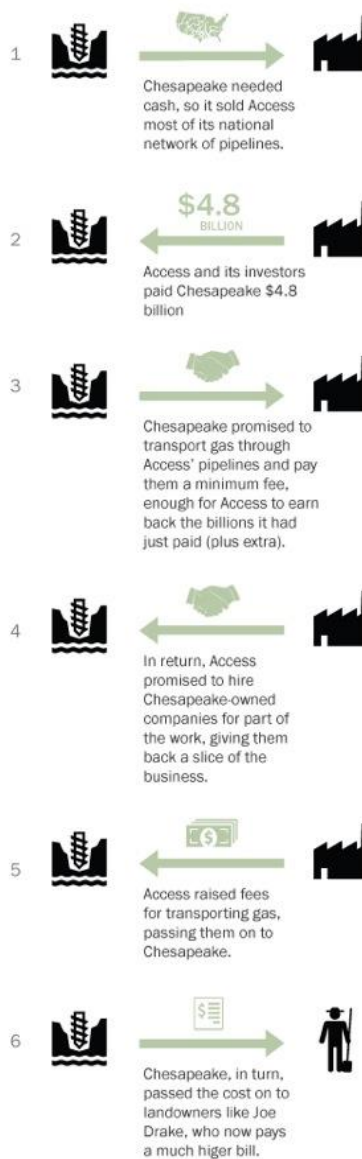 1
Chesapeake needed
cash, so it sold Access
most of its national
network of pipelines.
$4.8
BILLION
2
Access and its investors
paid Chesapeake $4.8
billion
3
Chesapeake promised to
transport gas through
Access' pipelines and pay
them a minimum fee,
enough for Access to earn
back the billions it had
just paid (plus extra).
4
In return, Access
promised to hire
Chesapeake-owned
companies for part of
the work, giving them
back a slice of the
business.
$
5
Access raised fees
for transporting gas,
passing them on to
Chesapeake.
$
6
Chesapeake, in turn,
passed the cost on to
landowners like Joe
Drake, who now pays
a much higer bill.